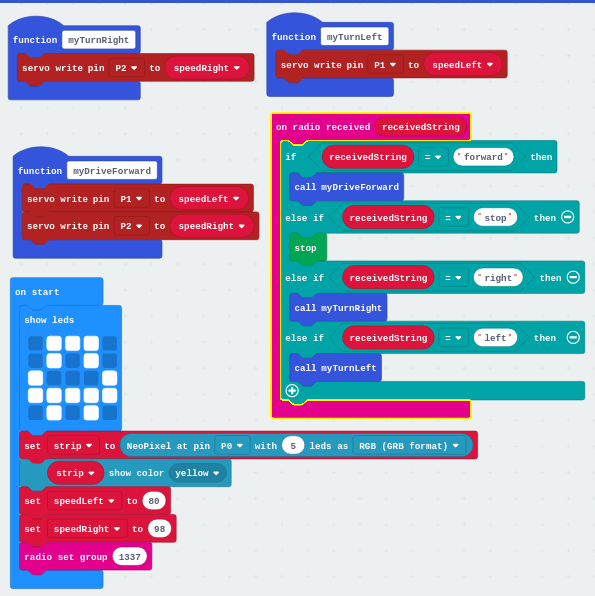 function myTurnRight
servo write pin P2 to speedRight
function myTurnLeft
servo write pin P1 to speedLeft
function myDriveForward
servo write pin P1 to speedLeft
servo write pin P2 to speedRight
on radio received receivedString
if receivedString = "forward" then
call myDriveForward
else if receivedString = "stop" then
stop
else if receivedString = "right" then
call myTurnRight
else if receivedString = "left" then
call myTurnLeft
on start
show leds
set strip to NeoPixel at pin P0 with 5 leds as RGB (GRB format)
strip show color yellow
set speedLeft to 80
set speedRight to 98
radio set group 1337